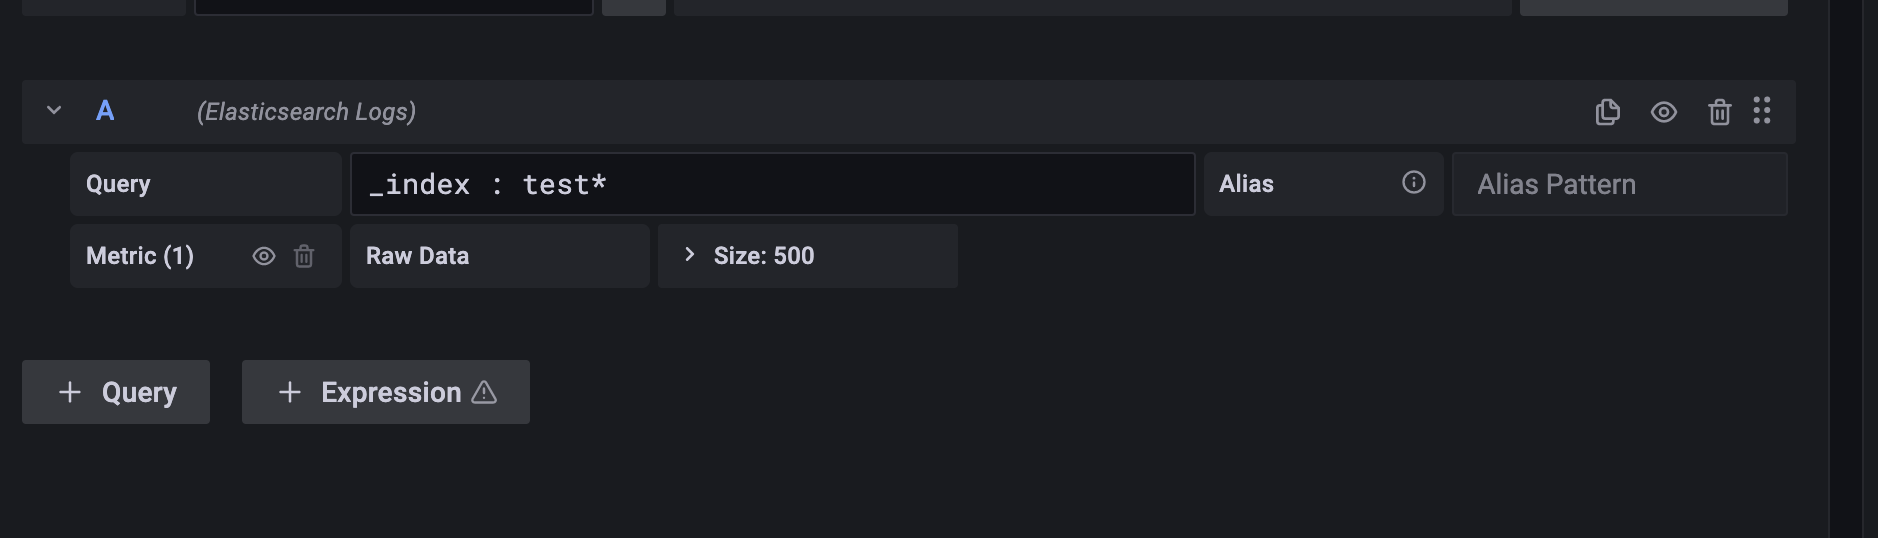 A (Elasticsearch Logs)
Query _index : test* Alias Alias Pattern
Metric (1) Raw Data Size: 500
+ Query + Expression